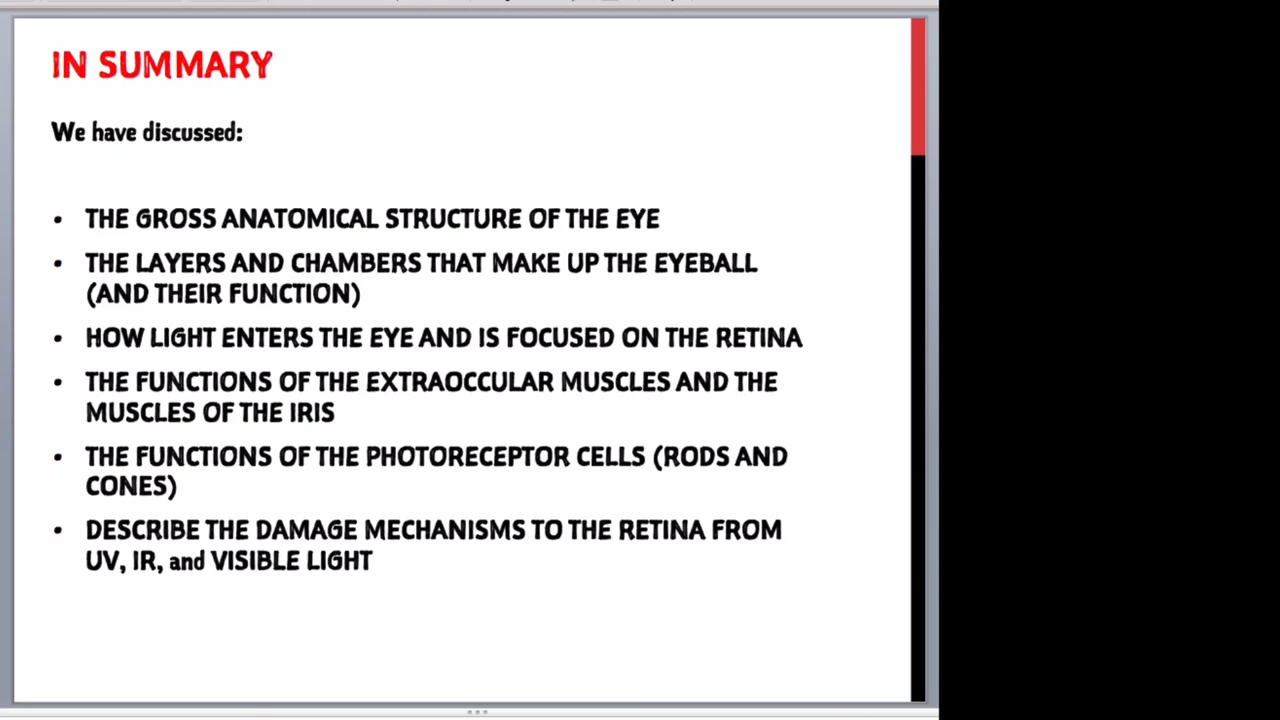 IN SUMMARY
We have discussed:
• THE GROSS ANATOMICAL STRUCTURE OF THE EYE
• THE LAYERS AND CHAMBERS THAT MAKE UP THE EYEBALL
(AND THEIR FUNCTION)
• HOW LIGHT ENTERS THE EYE AND IS FOCUSED ON THE RETINA
• THE FUNCTIONS OF THE EXTRAOCCULAR MUSCLES AND THE
MUSCLES OF THE IRIS
• THE FUNCTIONS OF THE PHOTORECEPTOR CELLS (RODS AND
CONES)
• DESCRIBE THE DAMAGE MECHANISMS TO THE RETINA FROM
UV, IR, and VISIBLE LIGHT